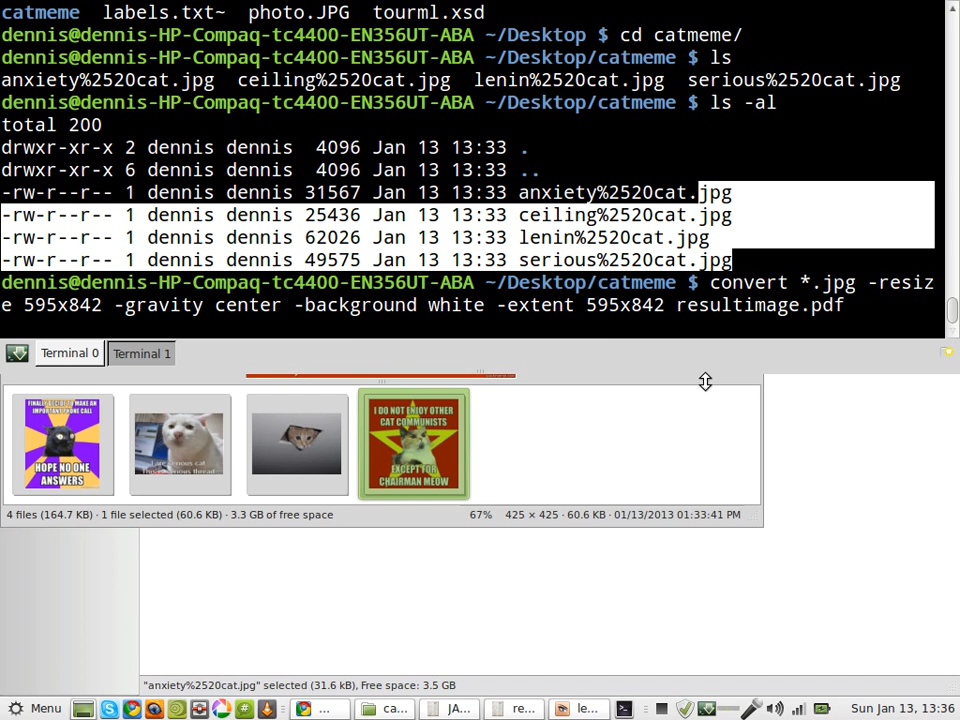 catmeme  labels.txt~  photo.JPG  tourml.xsd
dennis@dennis-HP-Compaq-tc4400-EN356UT-ABA ~/Desktop $ cd catmeme/
dennis@dennis-HP-Compaq-tc4400-EN356UT-ABA ~/Desktop/catmeme $ ls
anxiety%2520cat.jpg  ceiling%2520cat.jpg  lenin%2520cat.jpg  serious%2520cat.jpg
dennis@dennis-HP-Compaq-tc4400-EN356UT-ABA ~/Desktop/catmeme $ ls -al
total 200
drwxr-xr-x 2 dennis dennis  4096 Jan 13 13:33 .
drwxr-xr-x 6 dennis dennis  4096 Jan 13 13:33 ..
-rw-r--r-- 1 dennis dennis 31567 Jan 13 13:33 anxiety%2520cat.jpg
-rw-r--r-- 1 dennis dennis 25436 Jan 13 13:33 ceiling%2520cat.jpg
-rw-r--r-- 1 dennis dennis 62026 Jan 13 13:33 lenin%2520cat.jpg
-rw-r--r-- 1 dennis dennis 49575 Jan 13 13:33 serious%2520cat.jpg
dennis@dennis-HP-Compaq-tc4400-EN356UT-ABA ~/Desktop/catmeme $ convert *.jpg -resiz
e 595x842 -gravity center -background white -extent 595x842 resultimage.pdf
Terminal 0  Terminal 1
FINALLY DECIDE TO MAKE AN
IMPORTANT PHONE CALL
HOPE NO ONE
ANSWERS
I are serious cat
This is serious thread
I DO NOT ENJOY OTHER
CAT COMMUNISTS
EXCEPT FOR
CHAIRMAN MEOW
4 files (164.7 KB) · 1 file selected (60.6 KB) · 3.3 GB of free space  67%  425 × 425 · 60.6 KB · 01/13/2013 01:33:41 PM
"anxiety%2520cat.jpg" selected (31.6 kB), Free space: 3.5 GB
Menu  ...  ca...  JA...  re...  le...  Sun Jan 13, 13:36